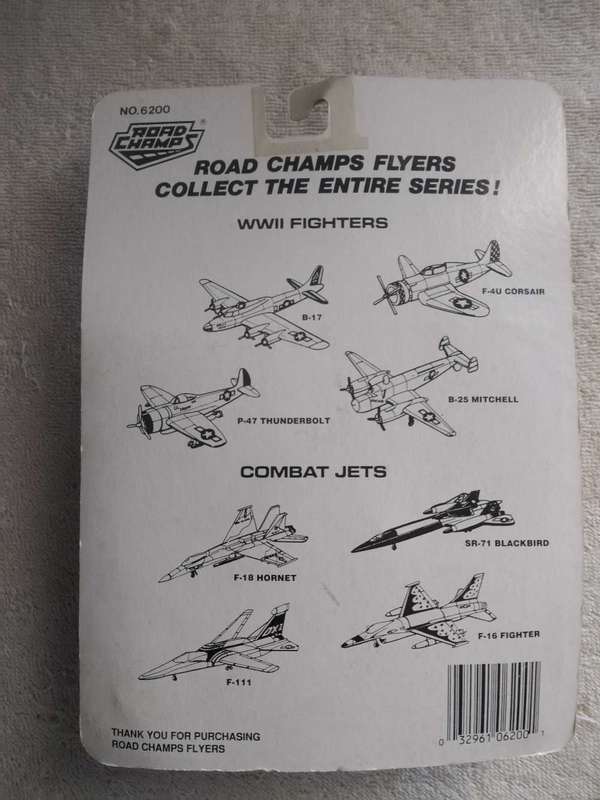 NO.6200
ROAD CHAMPS®
ROAD CHAMPS FLYERS
COLLECT THE ENTIRE SERIES!
WWII FIGHTERS
B-17
F-4U CORSAIR
P-47 THUNDERBOLT
B-25 MITCHELL
COMBAT JETS
F-18 HORNET
SR-71 BLACKBIRD
F-111
F-16 FIGHTER
THANK YOU FOR PURCHASING
ROAD CHAMPS FLYERS
0 32961 06200 1